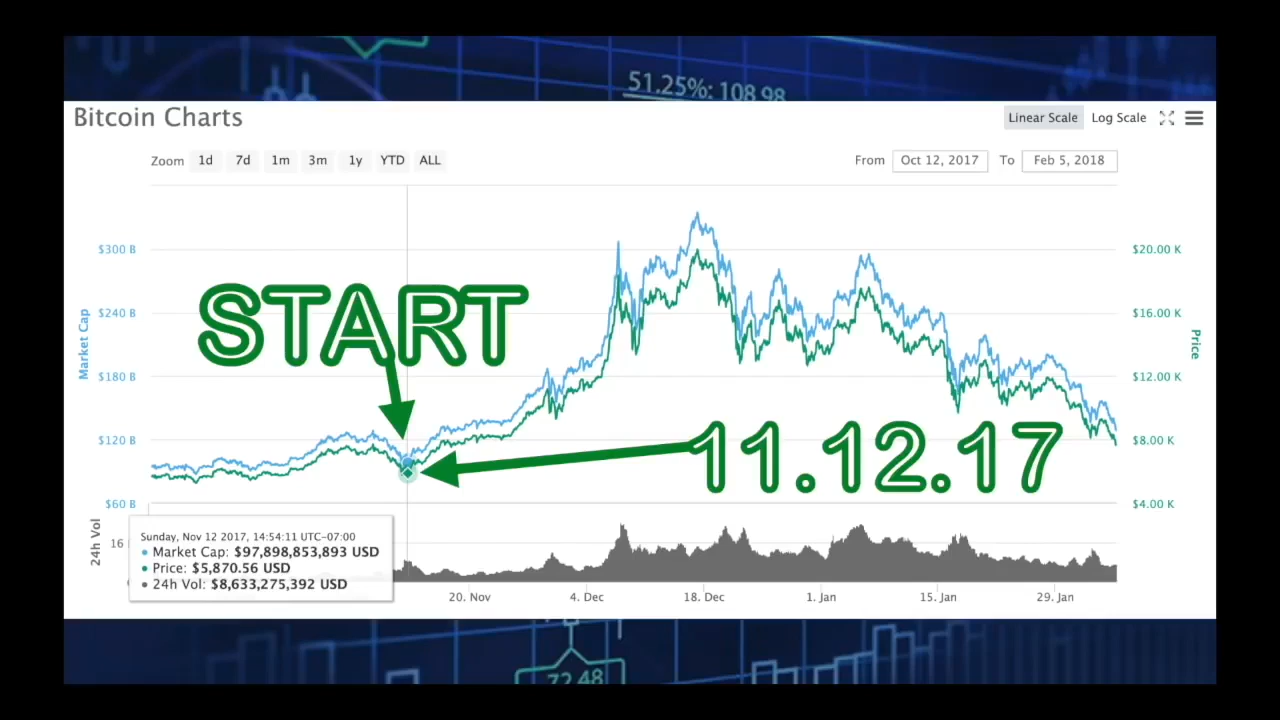 51.25%: 108.98
Bitcoin Charts
Linear Scale Log Scale
Zoom 1d 7d 1m 3m 1y YTD ALL
From Oct 12, 2017 To Feb 5, 2018
$300 B
$240 B
$180 B
$120 B
$60 B
Market Cap
START
11.12.17
$20.00 K
$16.00 K
$12.00 K
$8.00 K
$4.00 K
Price
24h Vol
16
Sunday, Nov 12 2017, 14:54:11 UTC-07:00
Market Cap: $97,898,853,893 USD
Price: $5,870.56 USD
24h Vol: $8,633,275,392 USD
20. Nov 4. Dec 18. Dec 1. Jan 15. Jan 29. Jan
72.48